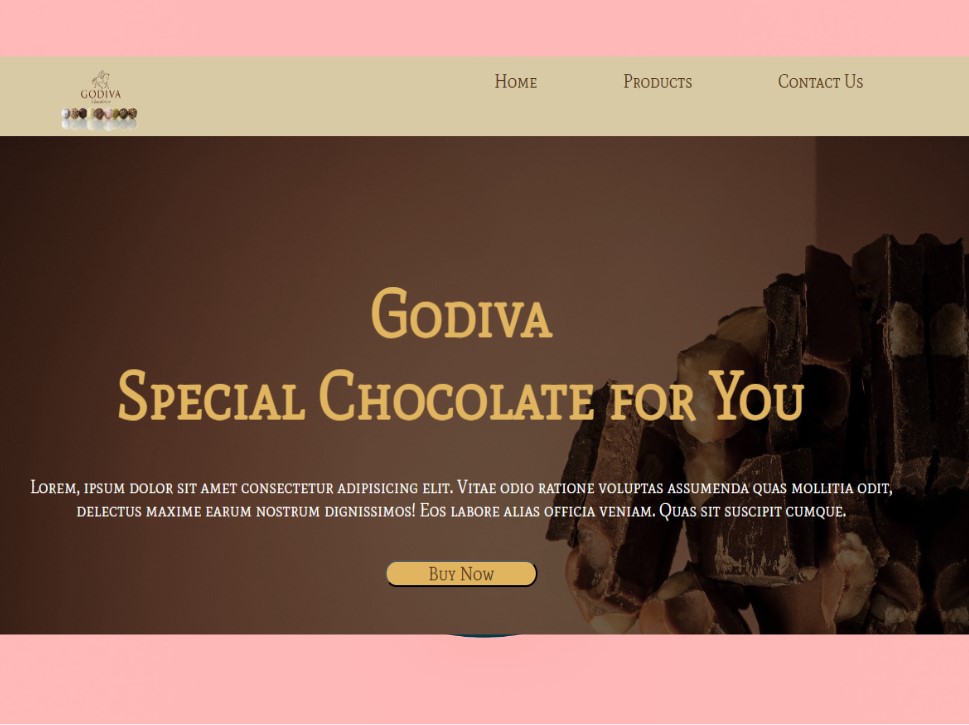 GODIVA
Home Products Contact Us
Godiva
Special Chocolate for You
Lorem, ipsum dolor sit amet consectetur adipisicing elit. Vitae odio ratione voluptas assumenda quas mollitia odit,
delectus maxime earum nostrum dignissimos! Eos labore alias officia veniam. Quas sit suscipit cumque.
Buy Now